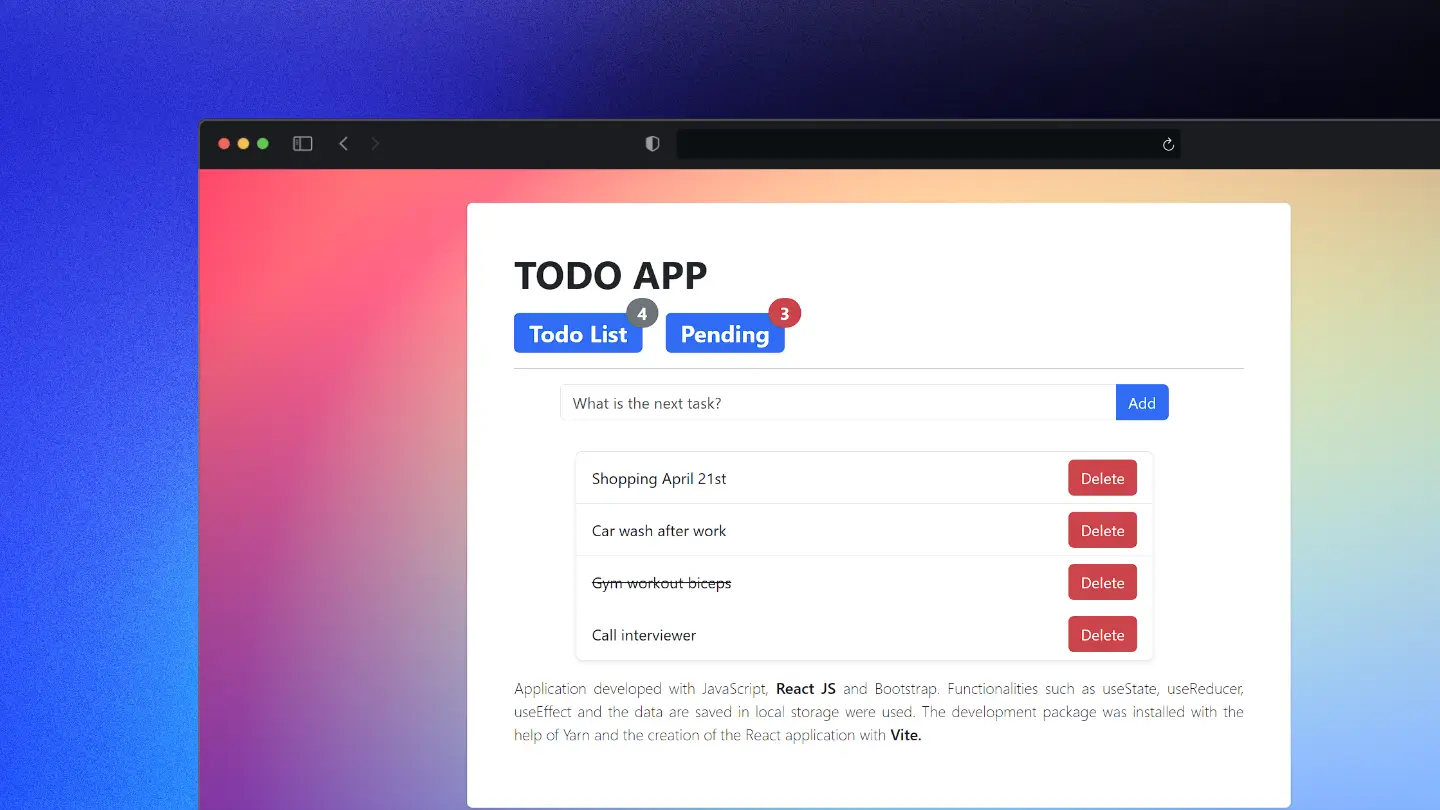 TODO APP
Todo List 4 Pending 3
What is the next task? Add
Shopping April 21st Delete
Car wash after work Delete
Gym workout biceps Delete
Call interviewer Delete
Application developed with JavaScript, React JS and Bootstrap. Functionalities such as useState, useReducer,
useEffect and the data are saved in local storage were used. The development package was installed with the
help of Yarn and the creation of the React application with Vite.